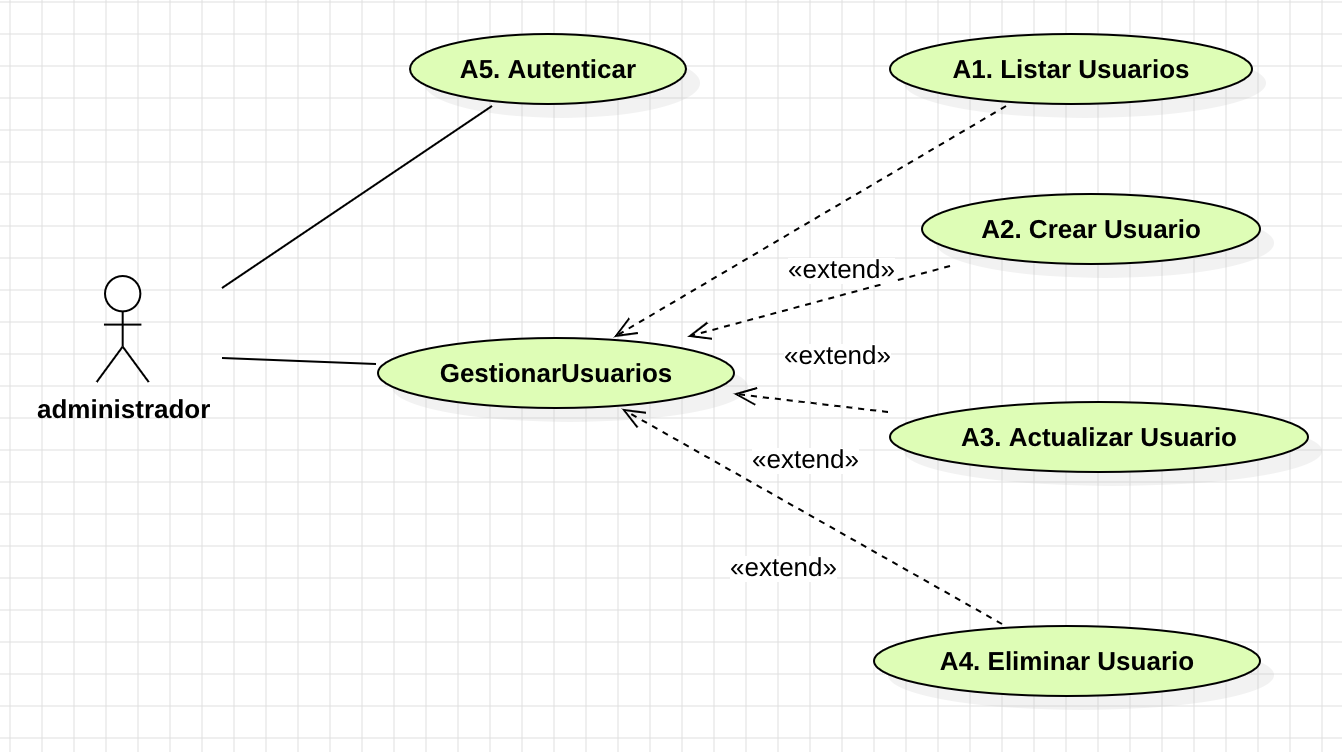 A5. Autenticar
A1. Listar Usuarios
A2. Crear Usuario
«extend»
«extend»
GestionarUsuarios
administrador
A3. Actualizar Usuario
«extend»
«extend»
A4. Eliminar Usuario